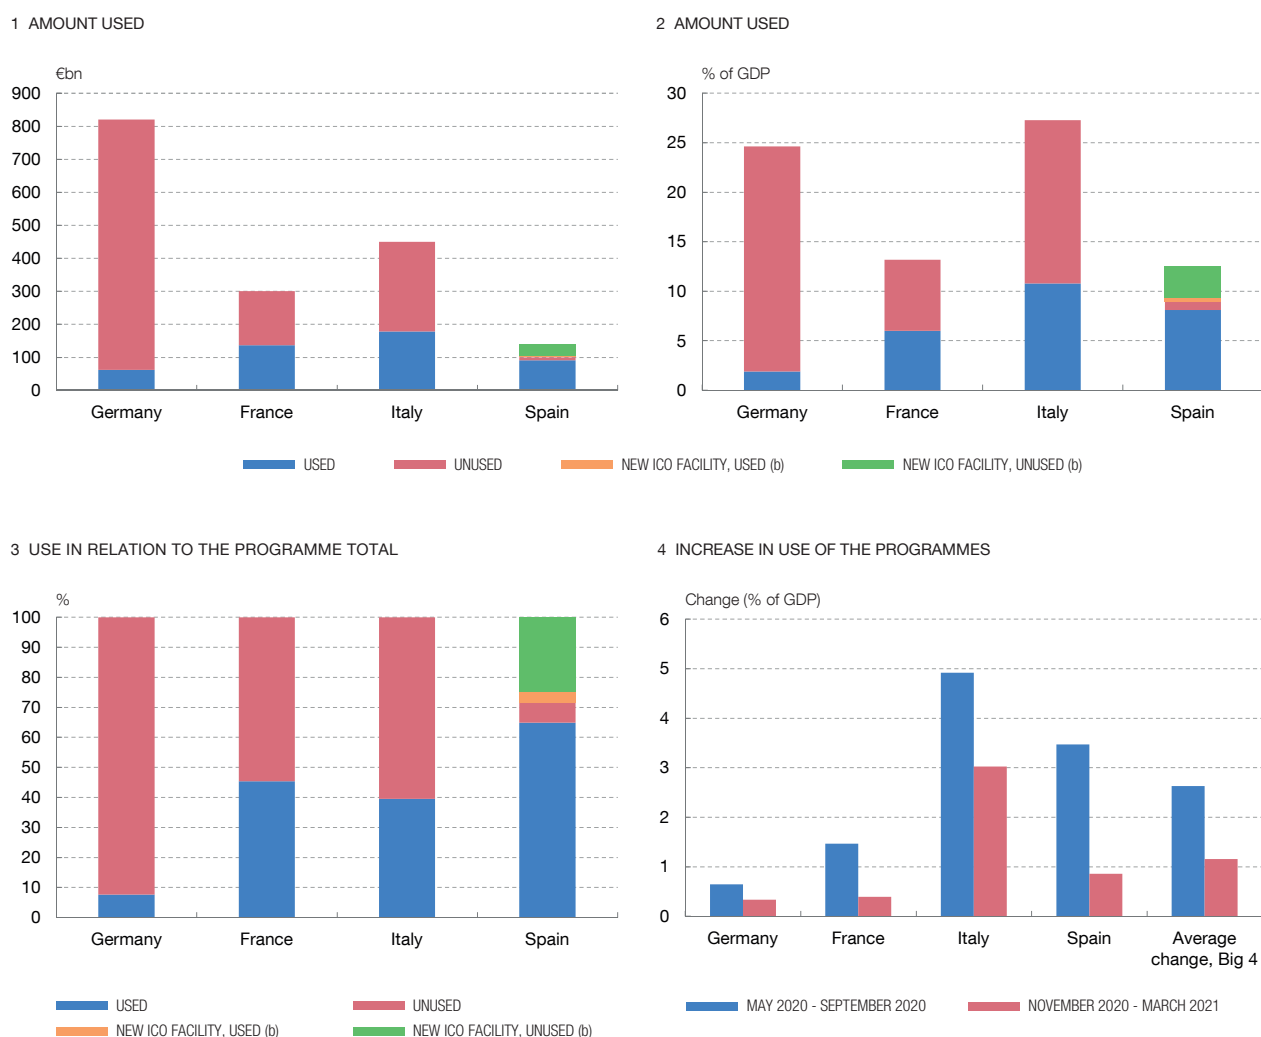 1 AMOUNT USED
€bn
900
800
700
600
500
400
300
200
100
0
Germany France Italy Spain
2 AMOUNT USED
% of GDP
30
25
20
15
10
5
0
Germany France Italy Spain
USED UNUSED NEW ICO FACILITY, USED (b) NEW ICO FACILITY, UNUSED (b)
3 USE IN RELATION TO THE PROGRAMME TOTAL
%
100
90
80
70
60
50
40
30
20
10
0
Germany France Italy Spain
USED UNUSED
NEW ICO FACILITY, USED (b) NEW ICO FACILITY, UNUSED (b)
4 INCREASE IN USE OF THE PROGRAMMES
Change (% of GDP)
6
5
4
3
2
1
0
Germany France Italy Spain Average
change, Big 4
MAY 2020 - SEPTEMBER 2020 NOVEMBER 2020 - MARCH 2021